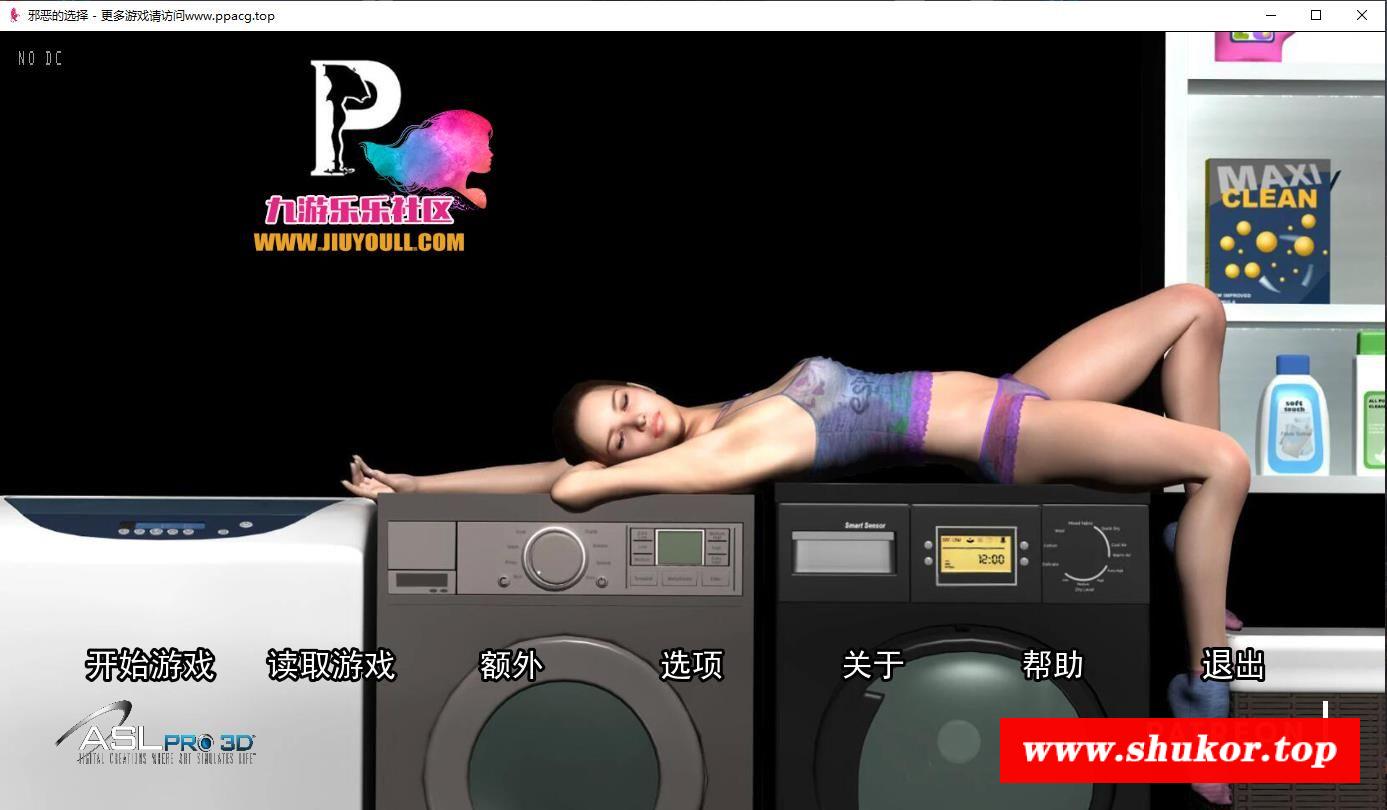 邪恶的选择 - 更多游戏请访问www.ppacg.top
NO DC
P
九游乐乐社区
WWW.JIUYOULL.COM
MAXI
CLEAN
soft
touch
Smart Sensor
12:00
开始游戏 读取游戏 额外 选项 关于 帮助 退出
ASLPRO 3D
DIGITAL CREATIONS WHERE ART SIMULATES LIFE
www.shukor.top